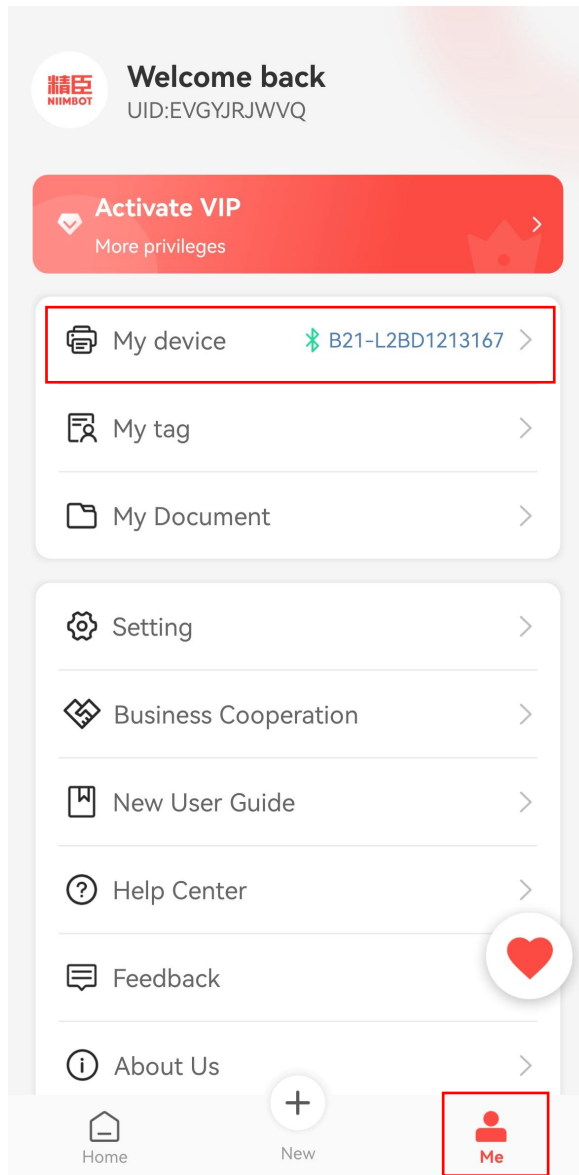 精臣
NIIMBOT
Welcome back
UID:EVGYJRJWVQ
Activate VIP
More privileges
My device B21-L2BD1213167
My tag
My Document
Setting
Business Cooperation
New User Guide
Help Center
Feedback
About Us
Home New Me